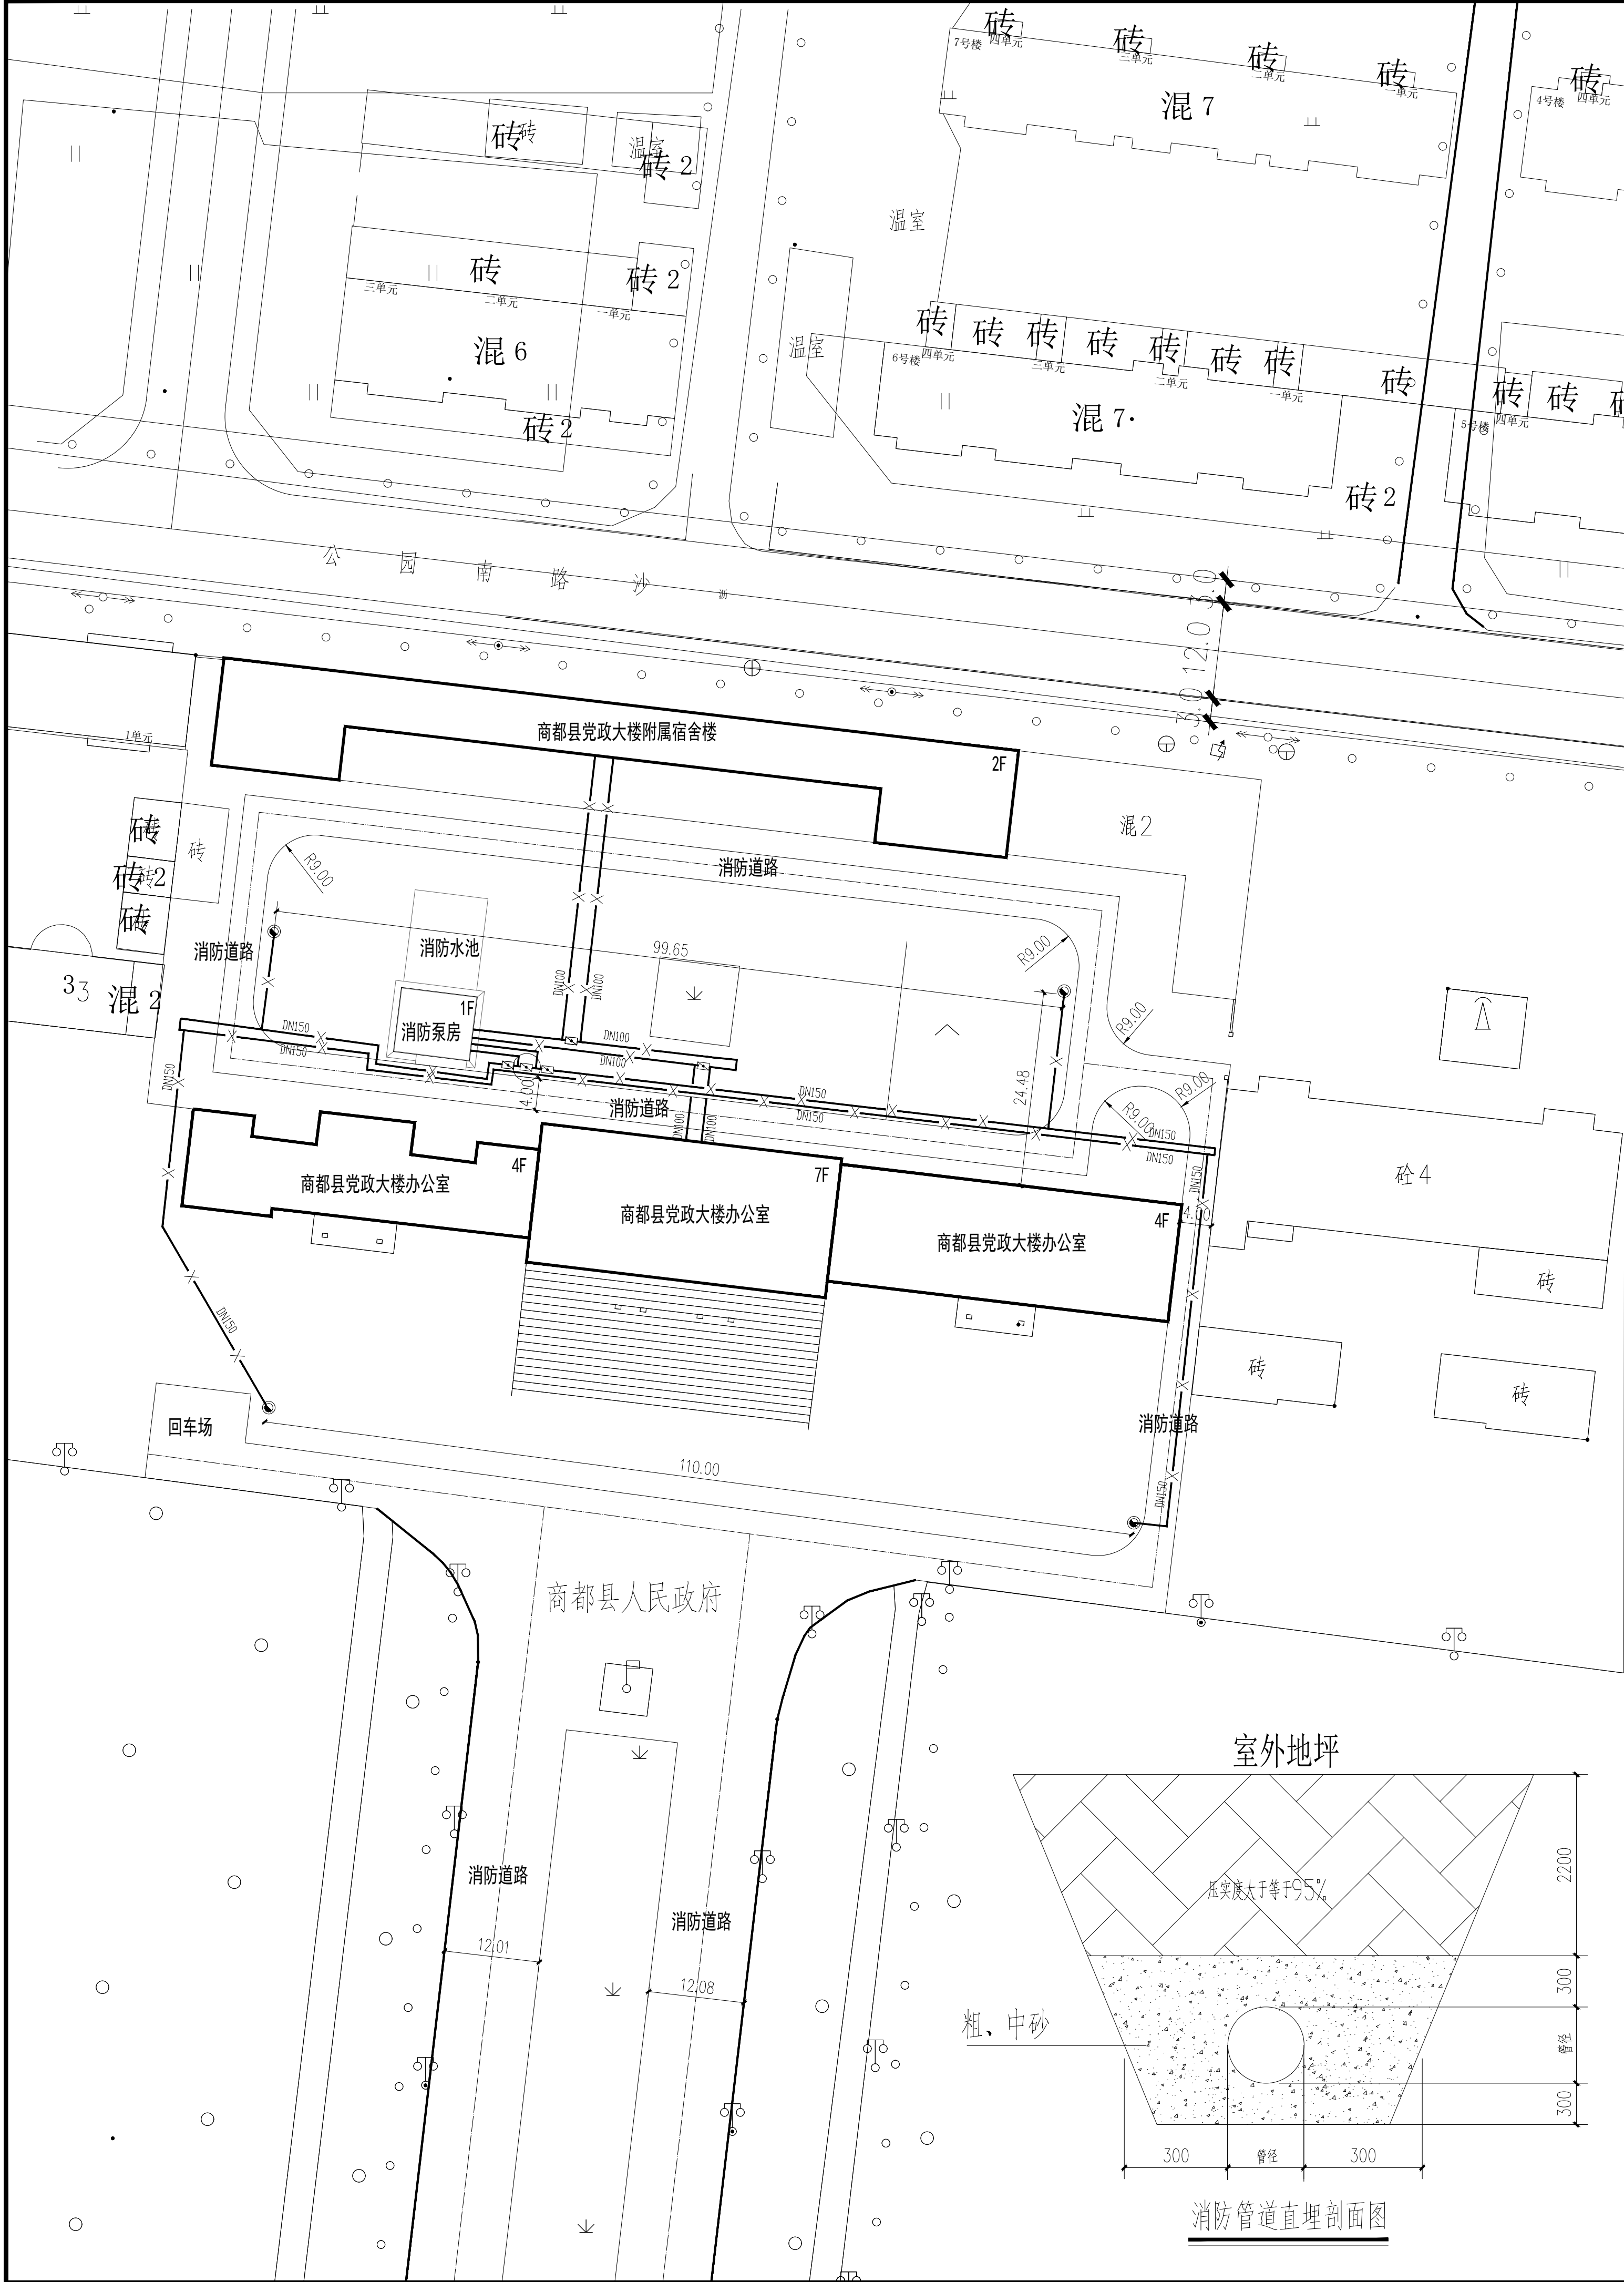 砖
四单元
7号楼
砖
三单元
砖
二单元
砖
一单元
混 7
砖
4号楼
四单元
砖
砖
温室
砖 2
温室
砖
砖 2
三单元
二单元
一单元
混 6
砖 2
温室
砖
砖
砖
砖
砖
砖
砖
砖
6号楼
四单元
三单元
二单元
一单元
混 7
砖
砖
5号楼
四单元
砖 2
公 园 南 路 沙
沥
3.0
12.0
3.0
1单元
商都县党政大楼附属宿舍楼
2F
混2
砖
砖
砖 2
砖
砖
33
混 2
消防道路
R9.00
消防道路
消防水池
99.65
R9.00
R9.00
1F
消防泵房
DN100
DN100
DN150
DN150
DN100
DN100
DN150
4.00
消防道路
DN150
DN150
24.48
R9.00
R9.00
DN150
DN150
DN100
DN100
DN150
4F
商都县党政大楼办公室
7F
商都县党政大楼办公室
4F
商都县党政大楼办公室
4.00
砼 4
砖
砖
砖
DN150
回车场
110.00
消防道路
DN150
商都县人民政府
消防道路
消防道路
12.01
12.08
室外地坪
压实度大于等于95%
2200
300
管径
300
粗、中砂
300
管径
300
消防管道直埋剖面图